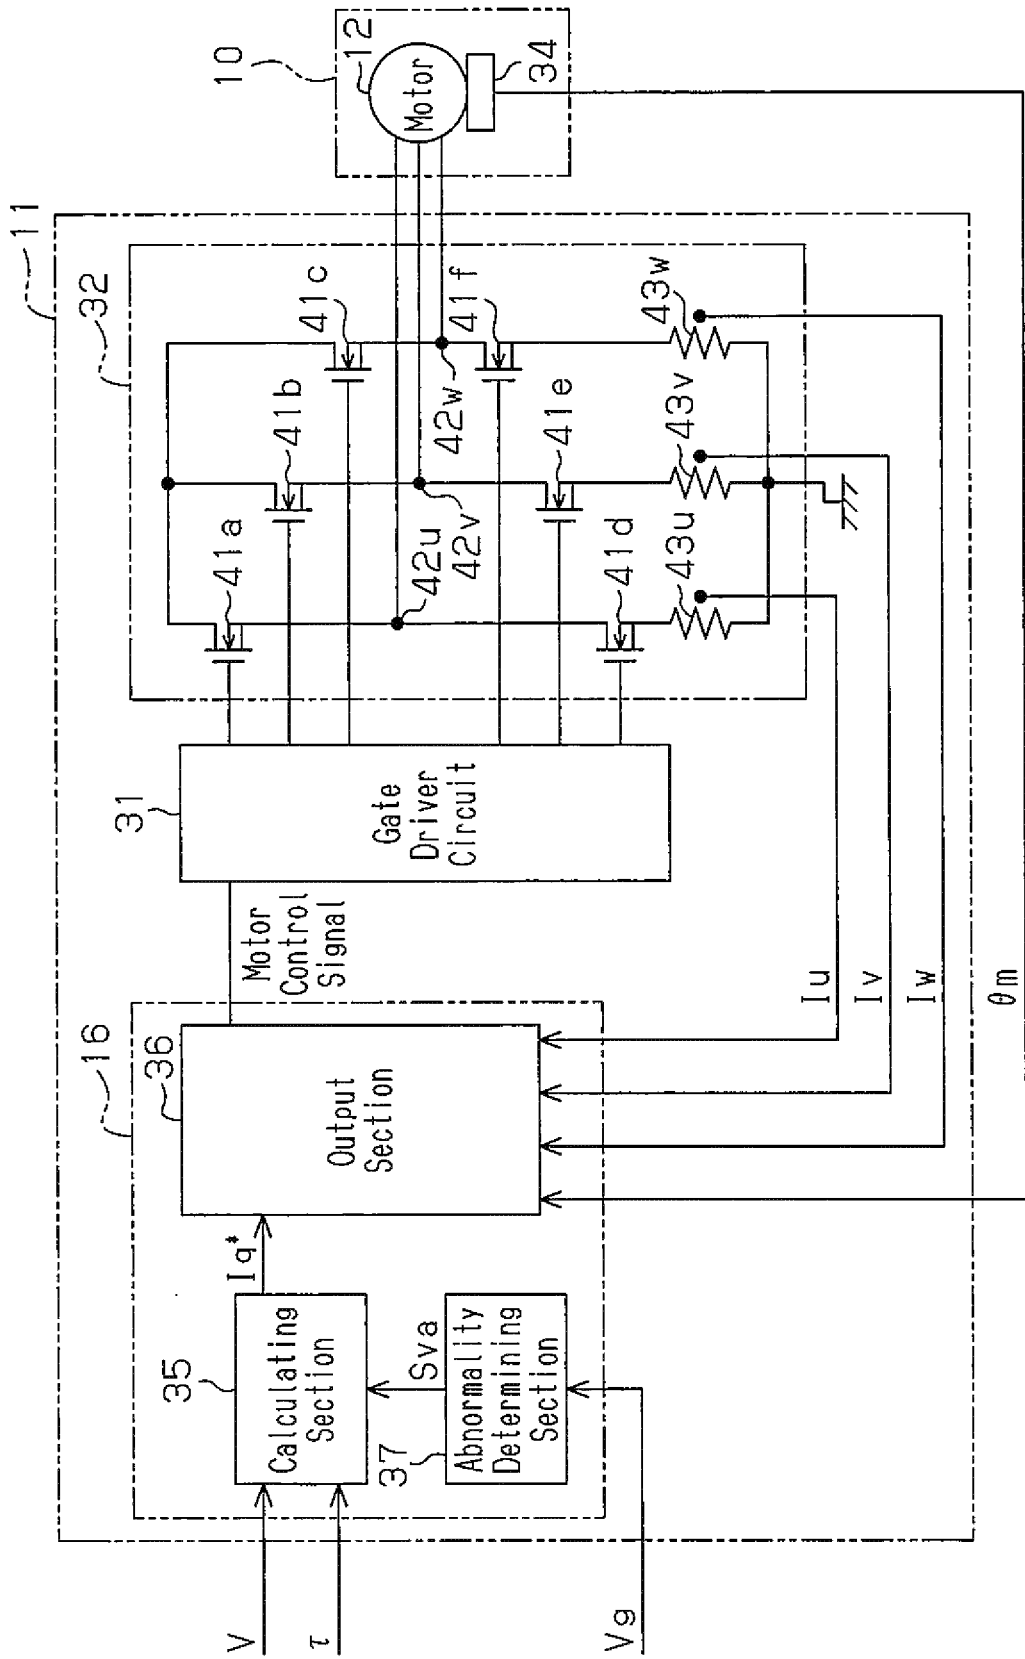 11
10
12
Motor
34
32
41a
41b
41c
42u
42v
42w
41d
41e
41f
43u
43v
43w
31
Gate
Driver
Circuit
Motor
Control
Signal
16
36
Output
Section
Iq*
35
Calculating
Section
Sva
37
Abnormality
Determining
Section
V
τ
Vg
Iu
Iv
Iw
θm